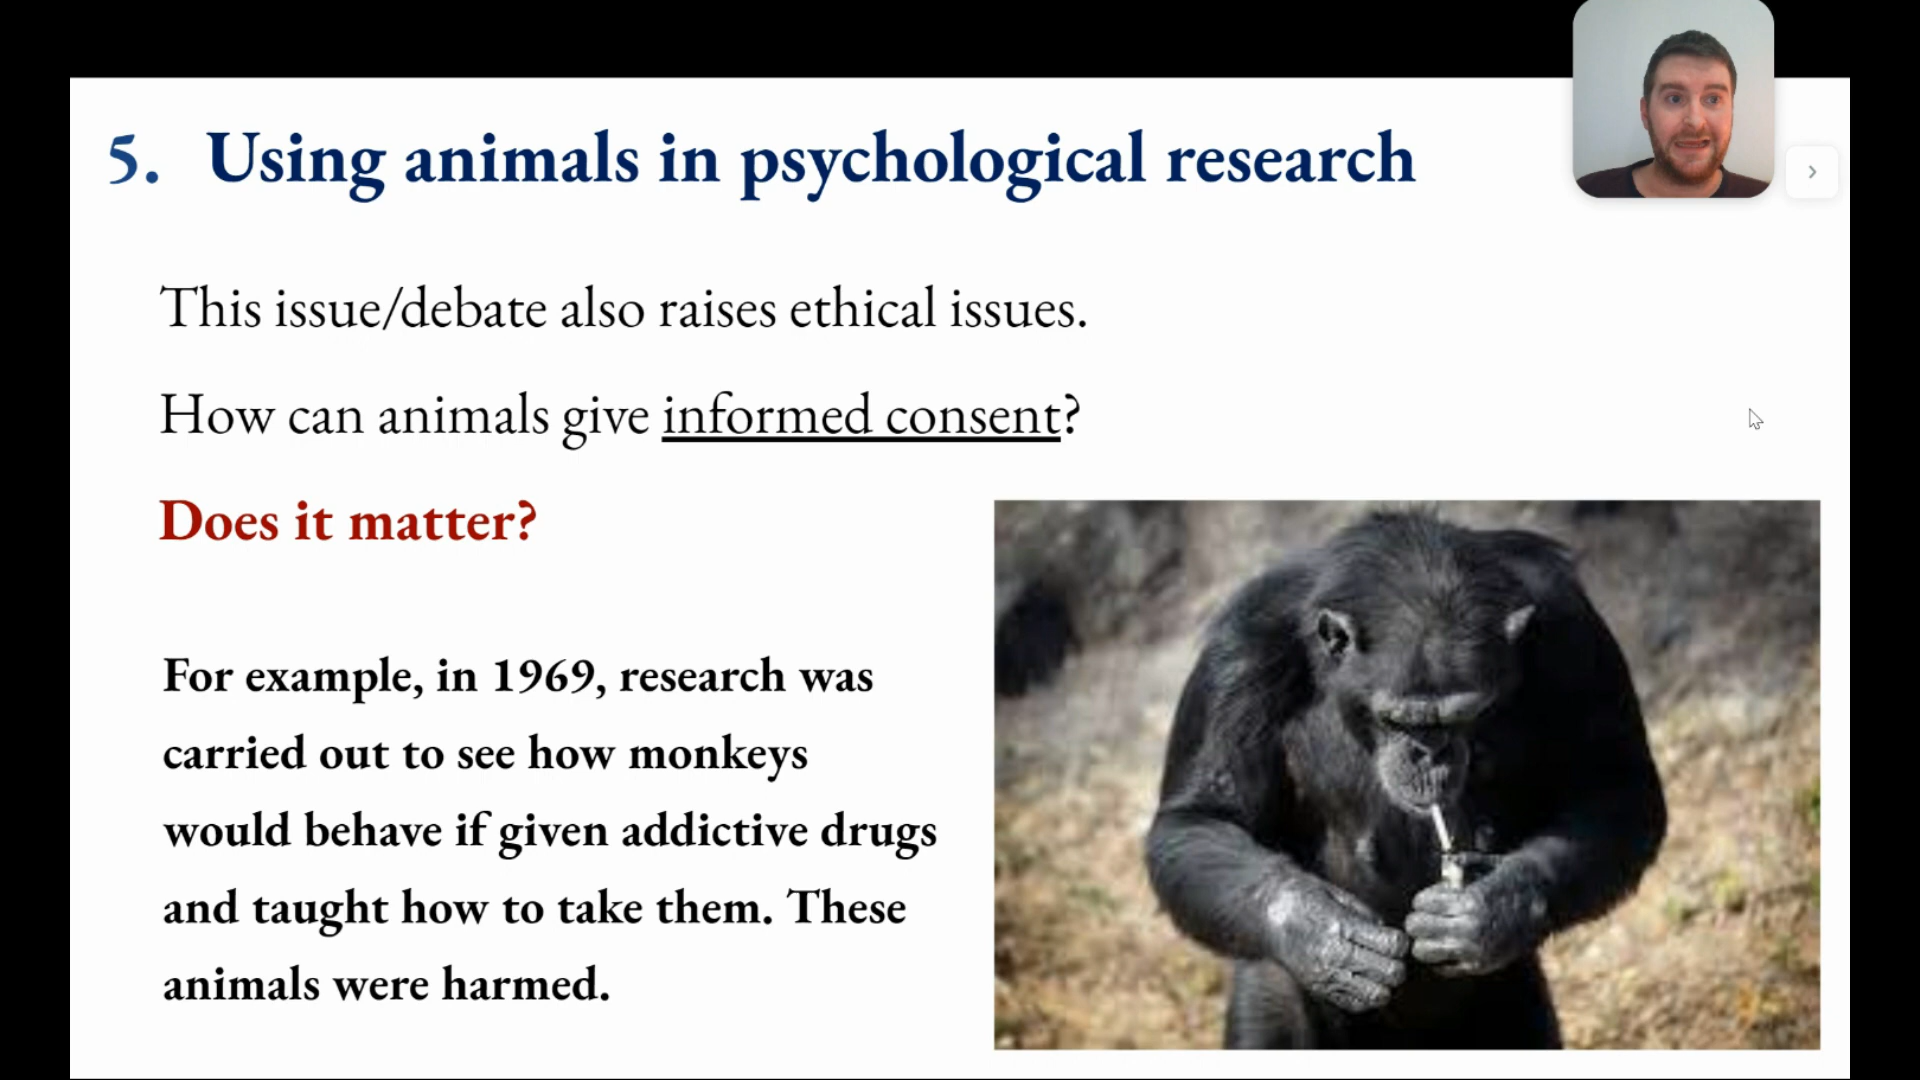 5. Using animals in psychological research
This issue/debate also raises ethical issues.
How can animals give informed consent?
Does it matter?
For example, in 1969, research was
carried out to see how monkeys
would behave if given addictive drugs
and taught how to take them. These
animals were harmed.